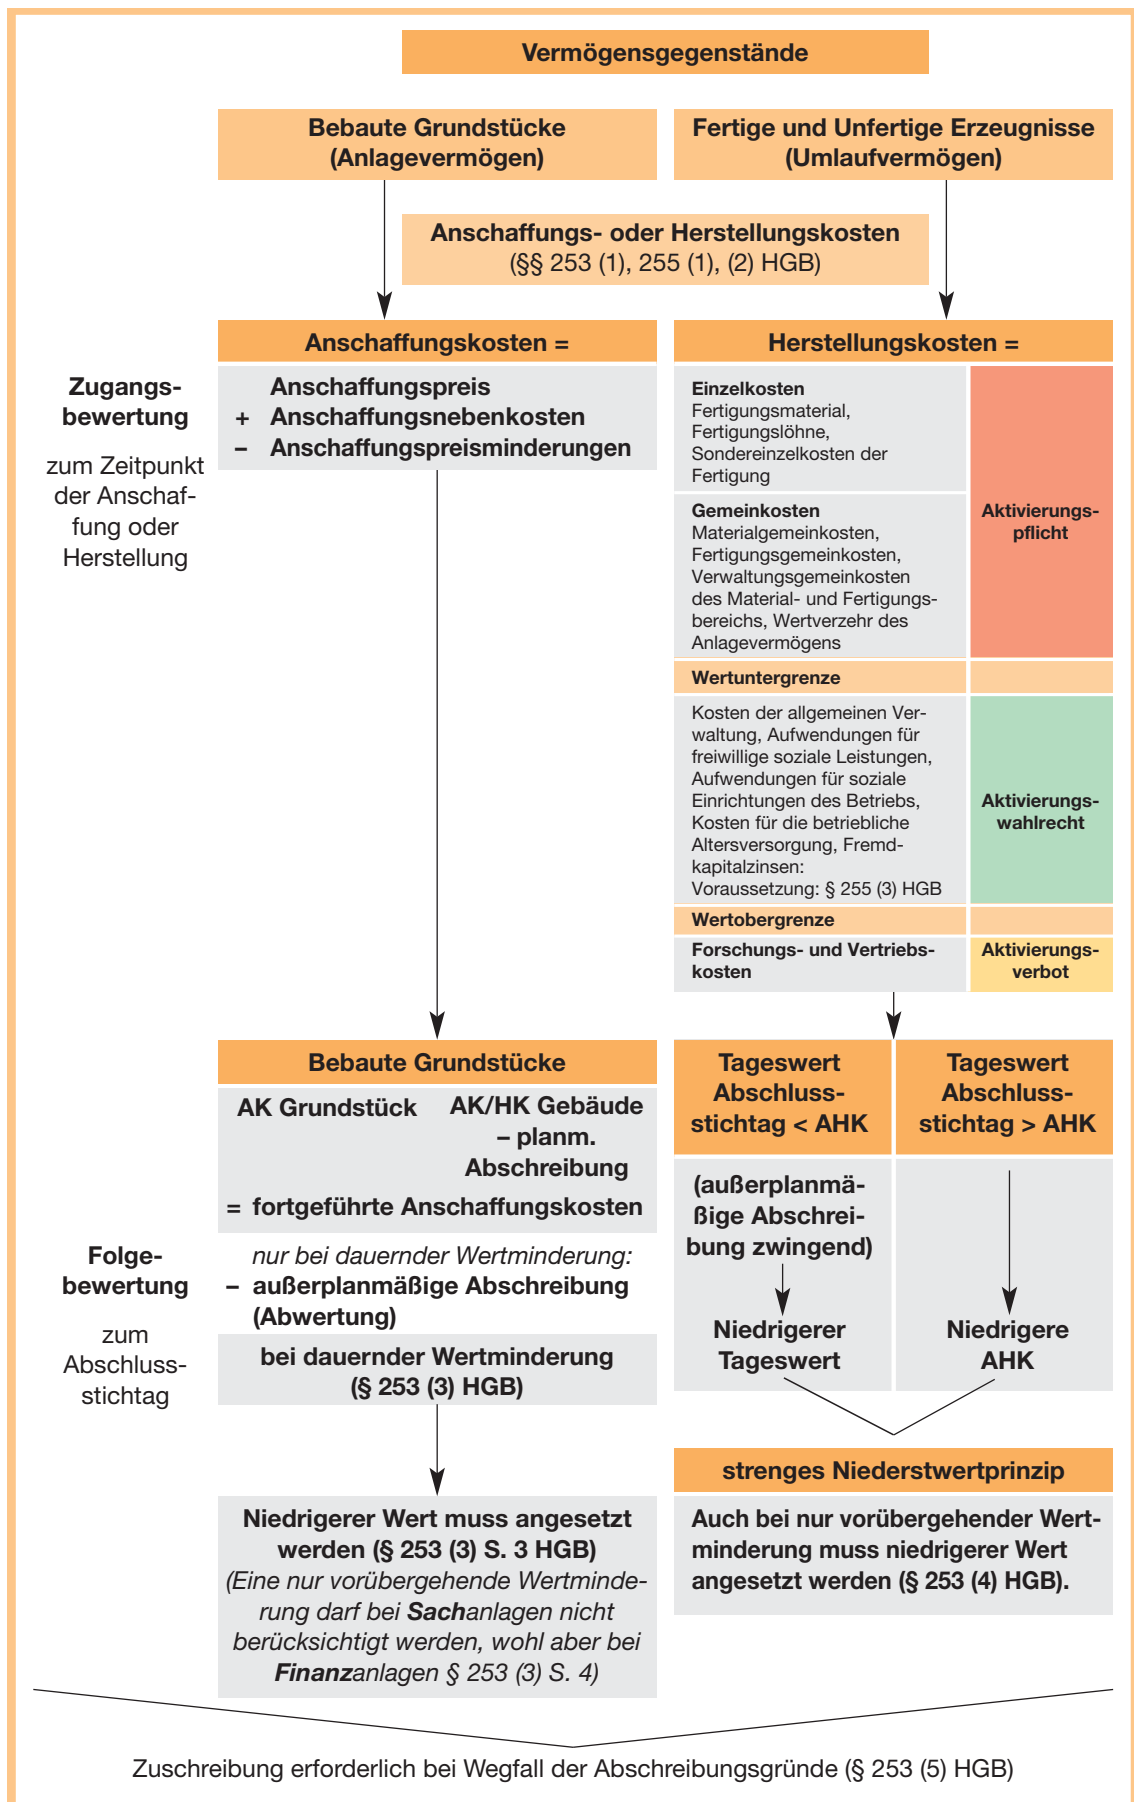 Vermögensgegenstände
Bebaute Grundstücke
(Anlagevermögen)
Fertige und Unfertige Erzeugnisse
(Umlaufvermögen)
Anschaffungs- oder Herstellungskosten
(§§ 253 (1), 255 (1), (2) HGB)
Zugangs-
bewertung
zum Zeitpunkt
der Anschaf-
fung oder
Herstellung
Anschaffungskosten =
Anschaffungspreis
+ Anschaffungsnebenkosten
– Anschaffungspreisminderungen
Herstellungskosten =
Einzelkosten
Fertigungsmaterial,
Fertigungslöhne,
Sondereinzelkosten der
Fertigung
Gemeinkosten
Materialgemeinkosten,
Fertigungsgemeinkosten,
Verwaltungsgemeinkosten
des Material- und Fertigungs-
bereichs, Wertverzehr des
Anlagevermögens
Aktivierungs-
pflicht
Wertuntergrenze
Kosten der allgemeinen Ver-
waltung, Aufwendungen für
freiwillige soziale Leistungen,
Aufwendungen für soziale
Einrichtungen des Betriebs,
Kosten für die betriebliche
Altersversorgung, Fremd-
kapitalzinsen:
Voraussetzung: § 255 (3) HGB
Aktivierungs-
wahlrecht
Wertobergrenze
Forschungs- und Vertriebs-
kosten
Aktivierungs-
verbot
Folge-
bewertung
zum
Abschluss-
stichtag
Bebaute Grundstücke
AK Grundstück
AK/HK Gebäude
– planm.
Abschreibung
= fortgeführte Anschaffungskosten
nur bei dauernder Wertminderung:
– außerplanmäßige Abschreibung
(Abwertung)
bei dauernder Wertminderung
(§ 253 (3) HGB)
Niedrigerer Wert muss angesetzt
werden (§ 253 (3) S. 3 HGB)
(Eine nur vorübergehende Wertminde-
rung darf bei Sachanlagen nicht
berücksichtigt werden, wohl aber bei
Finanzanlagen § 253 (3) S. 4)
Tageswert
Abschluss-
stichtag < AHK
(außerplanmä-
ßige Abschrei-
bung zwingend)
Niedrigerer
Tageswert
Tageswert
Abschluss-
stichtag > AHK
Niedrigere
AHK
strenges Niederstwertprinzip
Auch bei nur vorübergehender Wert-
minderung muss niedrigerer Wert
angesetzt werden (§ 253 (4) HGB).
Zuschreibung erforderlich bei Wegfall der Abschreibungsgründe (§ 253 (5) HGB)